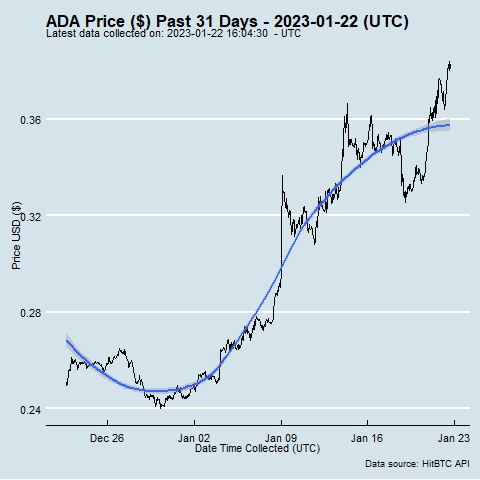 ADA Price ($) Past 31 Days - 2023-01-22 (UTC)
Latest data collected on: 2023-01-22 16:04:30 - UTC
Price USD ($)
0.36
0.32
0.28
0.24
Dec 26 Jan 02 Jan 09 Jan 16 Jan 23
Date Time Collected (UTC)
Data source: HitBTC API